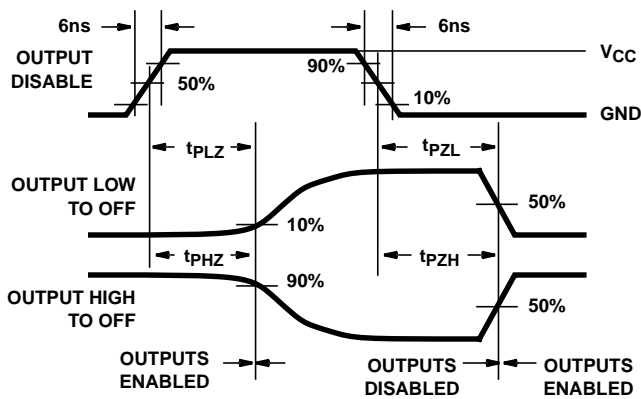 6ns
6ns
OUTPUT
DISABLE
50%
90%
10%
VCC
GND
tPLZ
tPZL
OUTPUT LOW
TO OFF
10%
50%
tPHZ
tPZH
OUTPUT HIGH
TO OFF
90%
50%
OUTPUTS
ENABLED
OUTPUTS
DISABLED
OUTPUTS
ENABLED